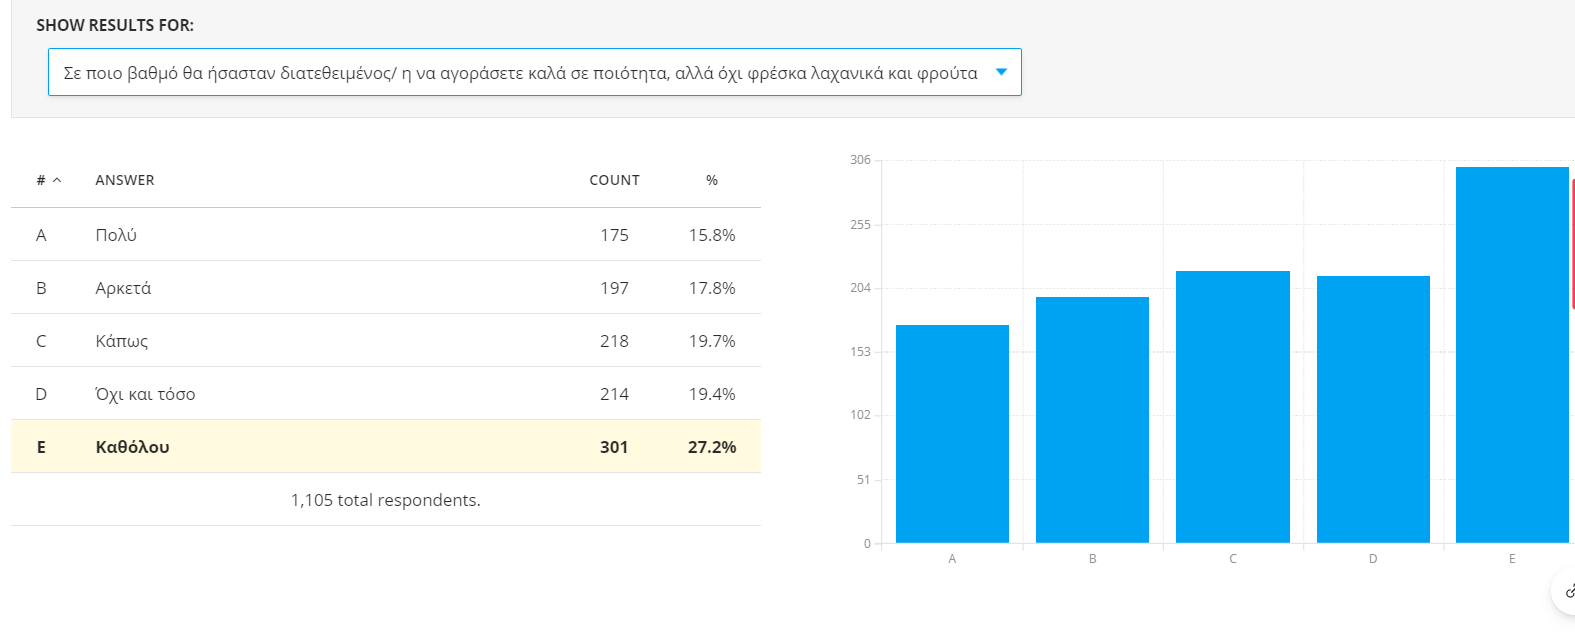 SHOW RESULTS FOR:
Σε ποιο βαθμό θα ήσασταν διατεθειμένος/ η να αγοράσετε καλά σε ποιότητα, αλλά όχι φρέσκα λαχανικά και φρούτα
# ANSWER COUNT %
A Πολύ 175 15.8%
B Αρκετά 197 17.8%
C Κάπως 218 19.7%
D Όχι και τόσο 214 19.4%
E Καθόλου 301 27.2%
1,105 total respondents.
306
255
204
153
102
51
0
A B C D E